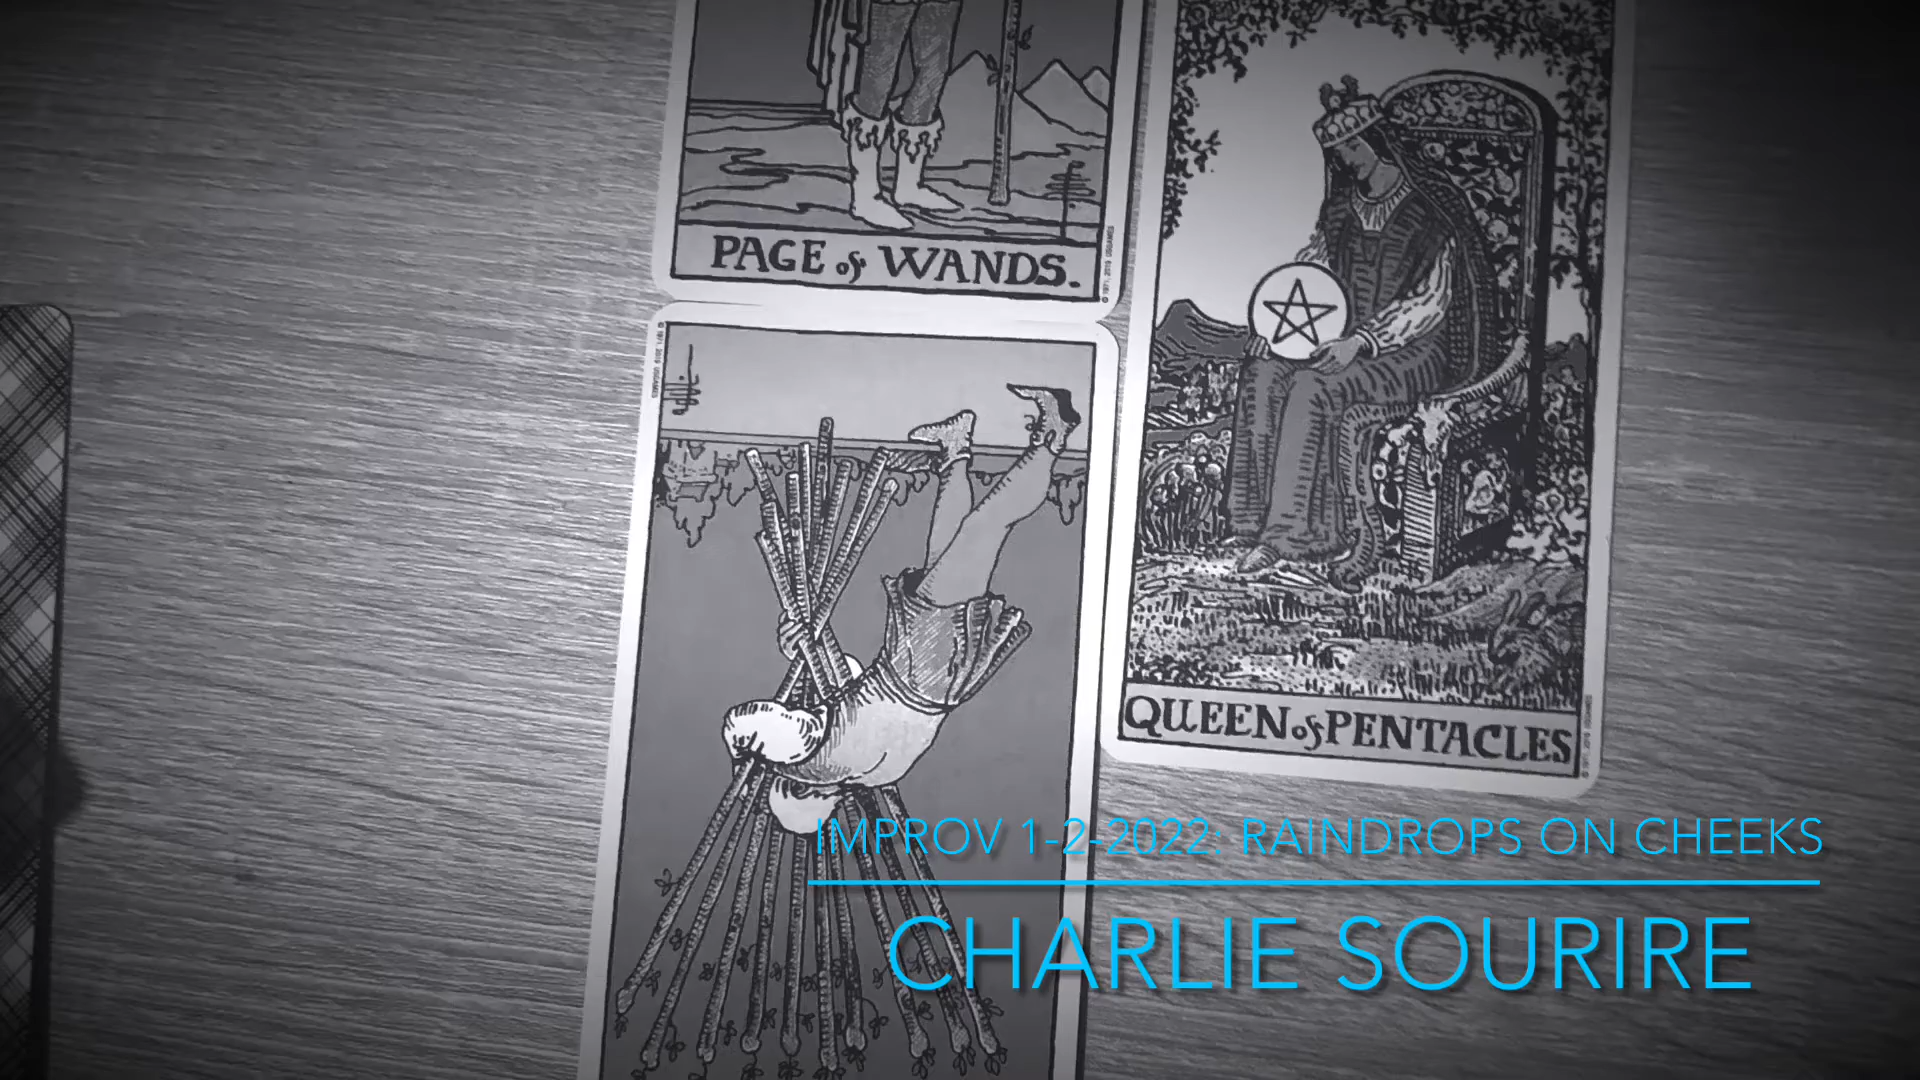 PAGE of WANDS.
QUEEN of PENTACLES
IMPROV 1-2-2022: RAINDROPS ON CHEEKS
CHARLIE SOURIRE